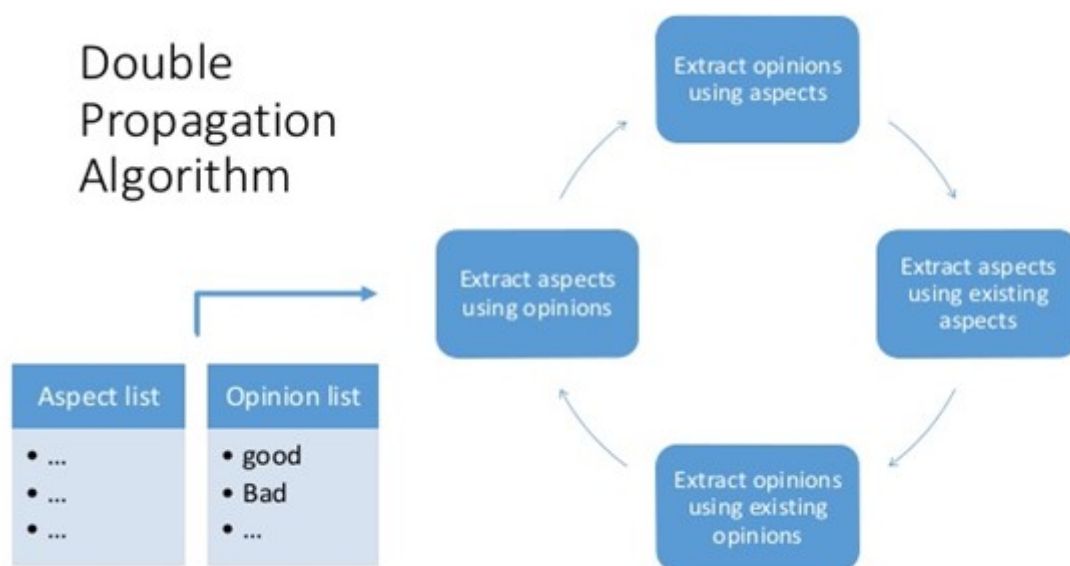 Double
Propagation
Algorithm
Extract opinions
using aspects
Extract aspects
using opinions
Extract aspects
using existing
aspects
Extract opinions
using existing
opinions
Aspect list
• ...
• ...
• ...
Opinion list
• good
• Bad
• ...